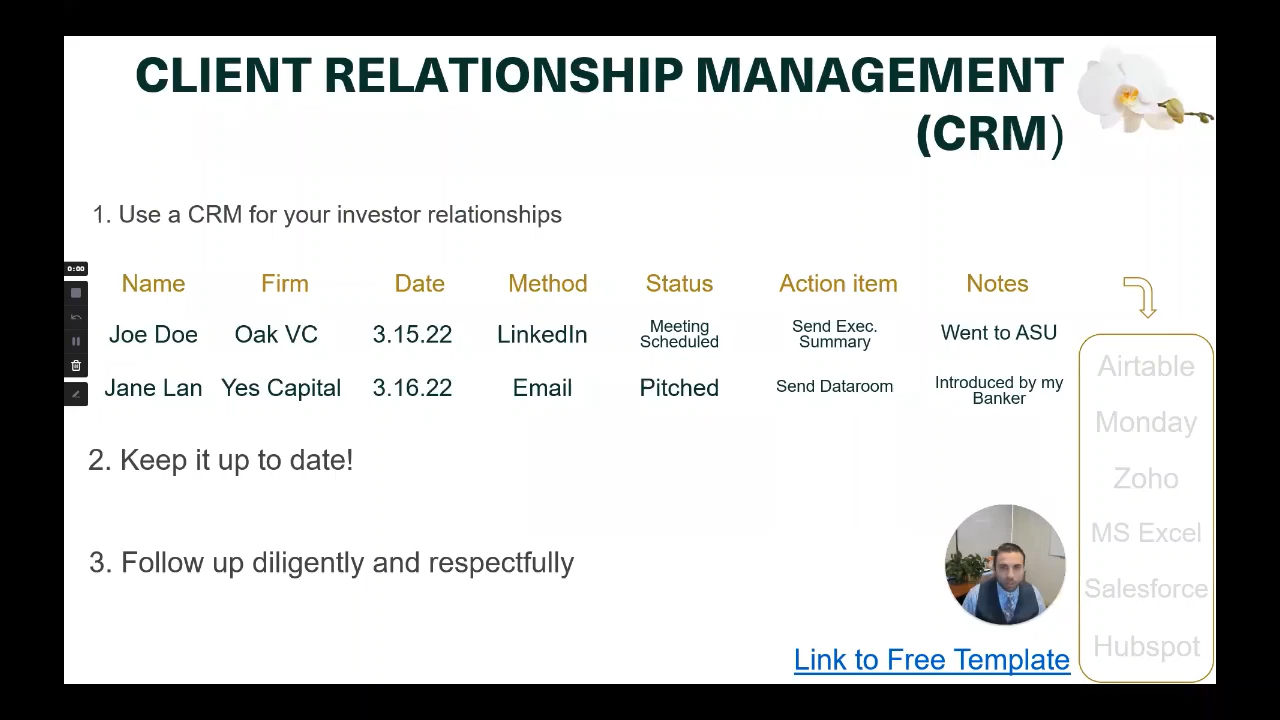 CLIENT RELATIONSHIP MANAGEMENT
(CRM)
1. Use a CRM for your investor relationships
0:00
Name Firm Date Method Status Action item Notes
Joe Doe Oak VC 3.15.22 LinkedIn Meeting Scheduled Send Exec. Summary Went to ASU
Jane Lan Yes Capital 3.16.22 Email Pitched Send Dataroom Introduced by my Banker
Airtable
Monday
2. Keep it up to date!
Zoho
MS Excel
3. Follow up diligently and respectfully
Salesforce
Hubspot
Link to Free Template